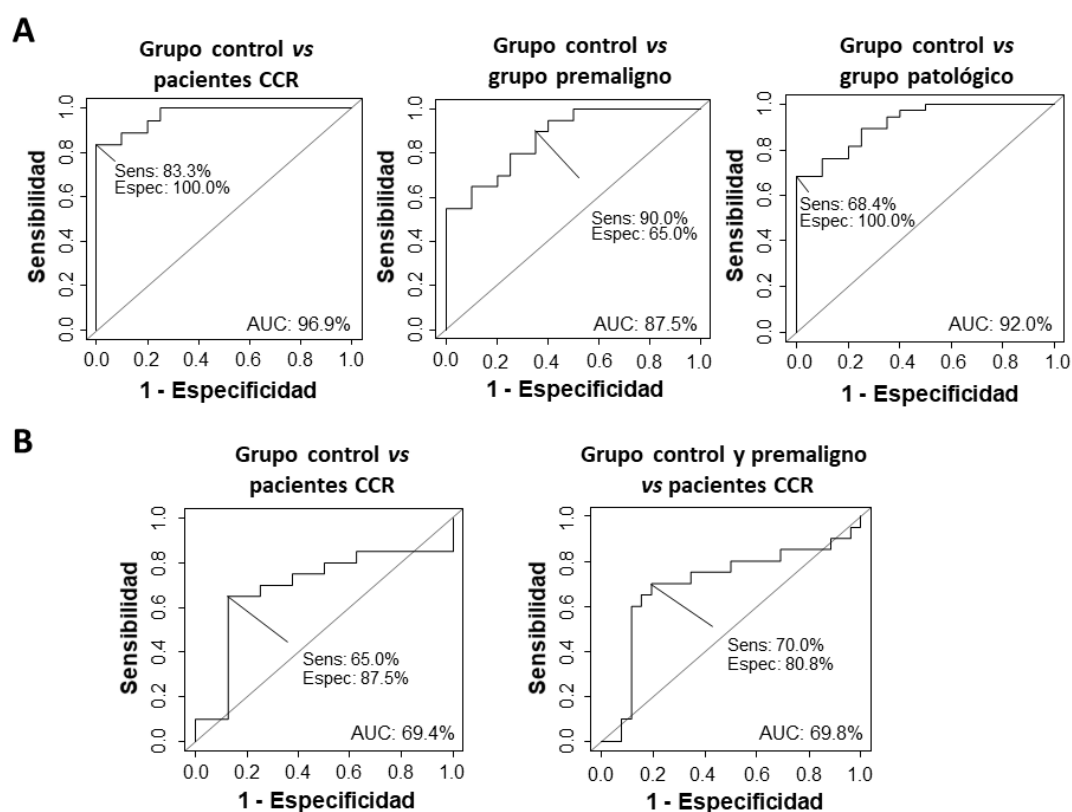 A
Grupo control vs
pacientes CCR
Grupo control vs
grupo premaligno
Grupo control vs
grupo patológico
Sensibilidad
0.0 0.2 0.4 0.6 0.8 1.0
Sens: 83.3%
Espec: 100.0%
AUC: 96.9%
0.0 0.2 0.4 0.6 0.8 1.0
1 - Especificidad
Sensibilidad
0.0 0.2 0.4 0.6 0.8 1.0
Sens: 90.0%
Espec: 65.0%
AUC: 87.5%
0.0 0.2 0.4 0.6 0.8 1.0
1 - Especificidad
Sensibilidad
0.0 0.2 0.4 0.6 0.8 1.0
Sens: 68.4%
Espec: 100.0%
AUC: 92.0%
0.0 0.2 0.4 0.6 0.8 1.0
1 - Especificidad
B
Grupo control vs
pacientes CCR
Grupo control y premaligno
vs pacientes CCR
Sensibilidad
0.0 0.2 0.4 0.6 0.8 1.0
Sens: 65.0%
Espec: 87.5%
AUC: 69.4%
0.0 0.2 0.4 0.6 0.8 1.0
1 - Especificidad
Sensibilidad
0.0 0.2 0.4 0.6 0.8 1.0
Sens: 70.0%
Espec: 80.8%
AUC: 69.8%
0.0 0.2 0.4 0.6 0.8 1.0
1 - Especificidad